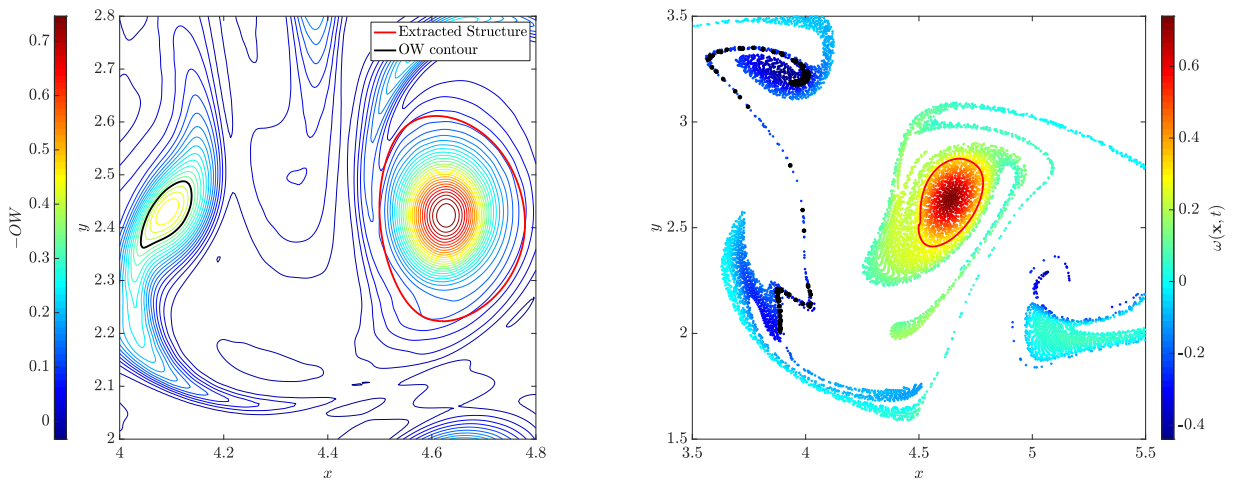 0.7
0.6
0.5
0.4
0.3
0.2
0.1
0
−OW
2.8
2.7
2.6
2.5
2.4
2.3
2.2
2.1
2
y
4 4.2 4.4 4.6 4.8
x
Extracted Structure
OW contour
3.5
3
2.5
2
1.5
y
3.5 4 4.5 5 5.5
x
0.6
0.4
0.2
0
-0.2
-0.4
ω(x, t)